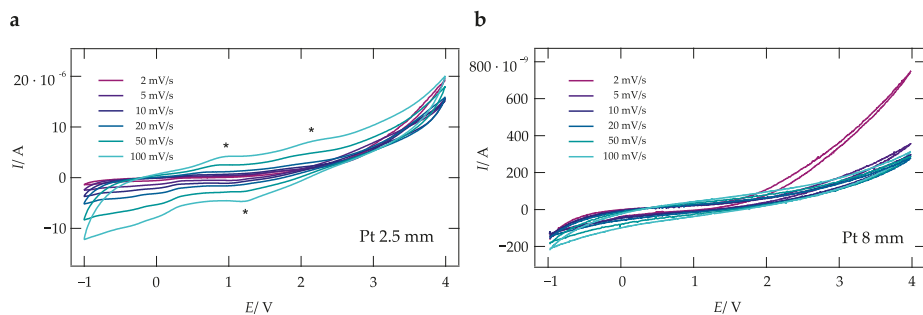 a
20 · 10⁻⁶
10
0
−10
I/ A
2 mV/s
5 mV/s
10 mV/s
20 mV/s
50 mV/s
100 mV/s
*
*
*
Pt 2.5 mm
−1
0
1
2
3
4
E/ V
b
800 · 10⁻⁹
600
400
200
0
−200
I/ A
2 mV/s
5 mV/s
10 mV/s
20 mV/s
50 mV/s
100 mV/s
Pt 8 mm
−1
0
1
2
3
4
E/ V